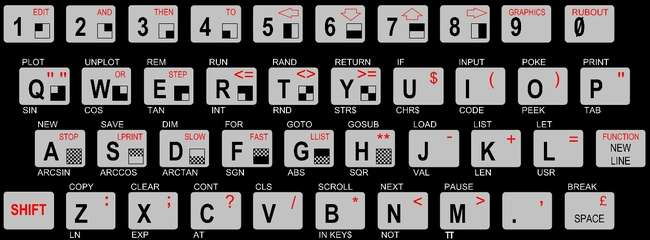 EDIT AND THEN TO GRAPHICS RUBOUT
1 2 3 4 5 6 7 8 9 0
PLOT UNPLOT REM RUN RAND RETURN IF INPUT POKE PRINT
Q "" W OR E STEP R <= T <> Y >= U $ I ( O ) P "
SIN COS TAN INT RND STR$ CHR$ CODE PEEK TAB
NEW SAVE DIM FOR GOTO GOSUB LOAD LIST LET
A STOP S LPRINT D SLOW F FAST G LLIST H ** J - K + L = FUNCTION NEW LINE
ARCSIN ARCCOS ARCTAN SGN ABS SQR VAL LEN USR
COPY CLEAR CONT CLS SCROLL NEXT PAUSE BREAK
SHIFT Z : X ; C ? V / B * N < M > . , £ SPACE
LN EXP AT IN KEY$ NOT π